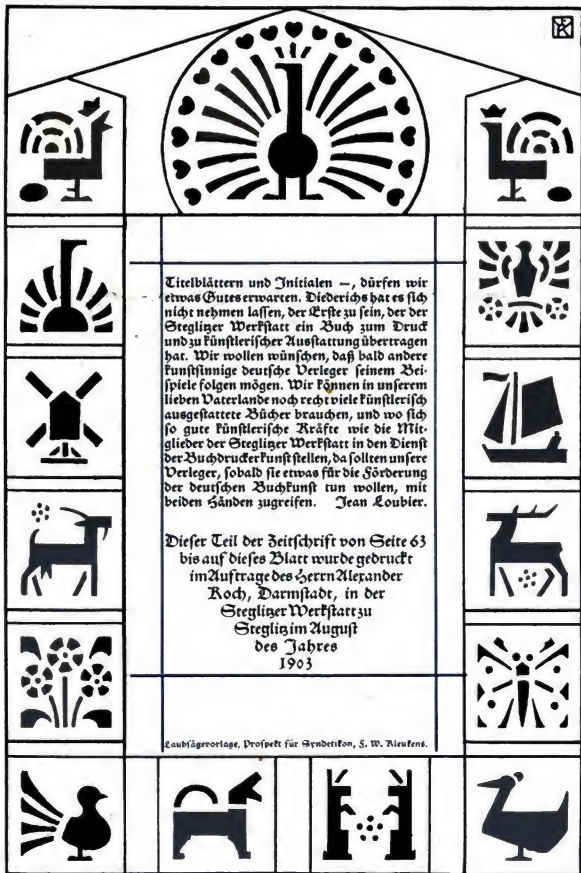 Titelblättern und Initialen —, dürfen wir
etwas Gutes erwarten. Diederichs hat es sich
nicht nehmen lassen, der Erste zu sein, der der
Steglitzer Werkstatt ein Buch zum Druck
und zu künstlerischer Ausstattung übertragen
hat. Wir wollen wünschen, daß bald andere
kunstsinnige deutsche Verleger seinem Bei-
spiele folgen mögen. Wir können in unserem
lieben Vaterlande noch recht viele künstlerisch
ausgestattete Bücher brauchen, und wo sich
so gute künstlerische Kräfte wie die Mit-
glieder der Steglitzer Werkstatt in den Dienst
der Buchdruckerkunst stellen, da sollten unsere
Verleger, sobald sie etwas für die Förderung
der deutschen Buchkunst tun wollen, mit
beiden Händen zugreifen. Jean Loubier.
Dieser Teil der Zeitschrift von Seite 63
bis auf dieses Blatt wurde gedruckt
im Auftrage des Herrn Alexander
Koch, Darmstadt, in der
Steglitzer Werkstatt zu
Steglitz im August
des Jahres
1903
Laubsägevorlage. Prospekt für Syndetikon, F. W. Kleukens.